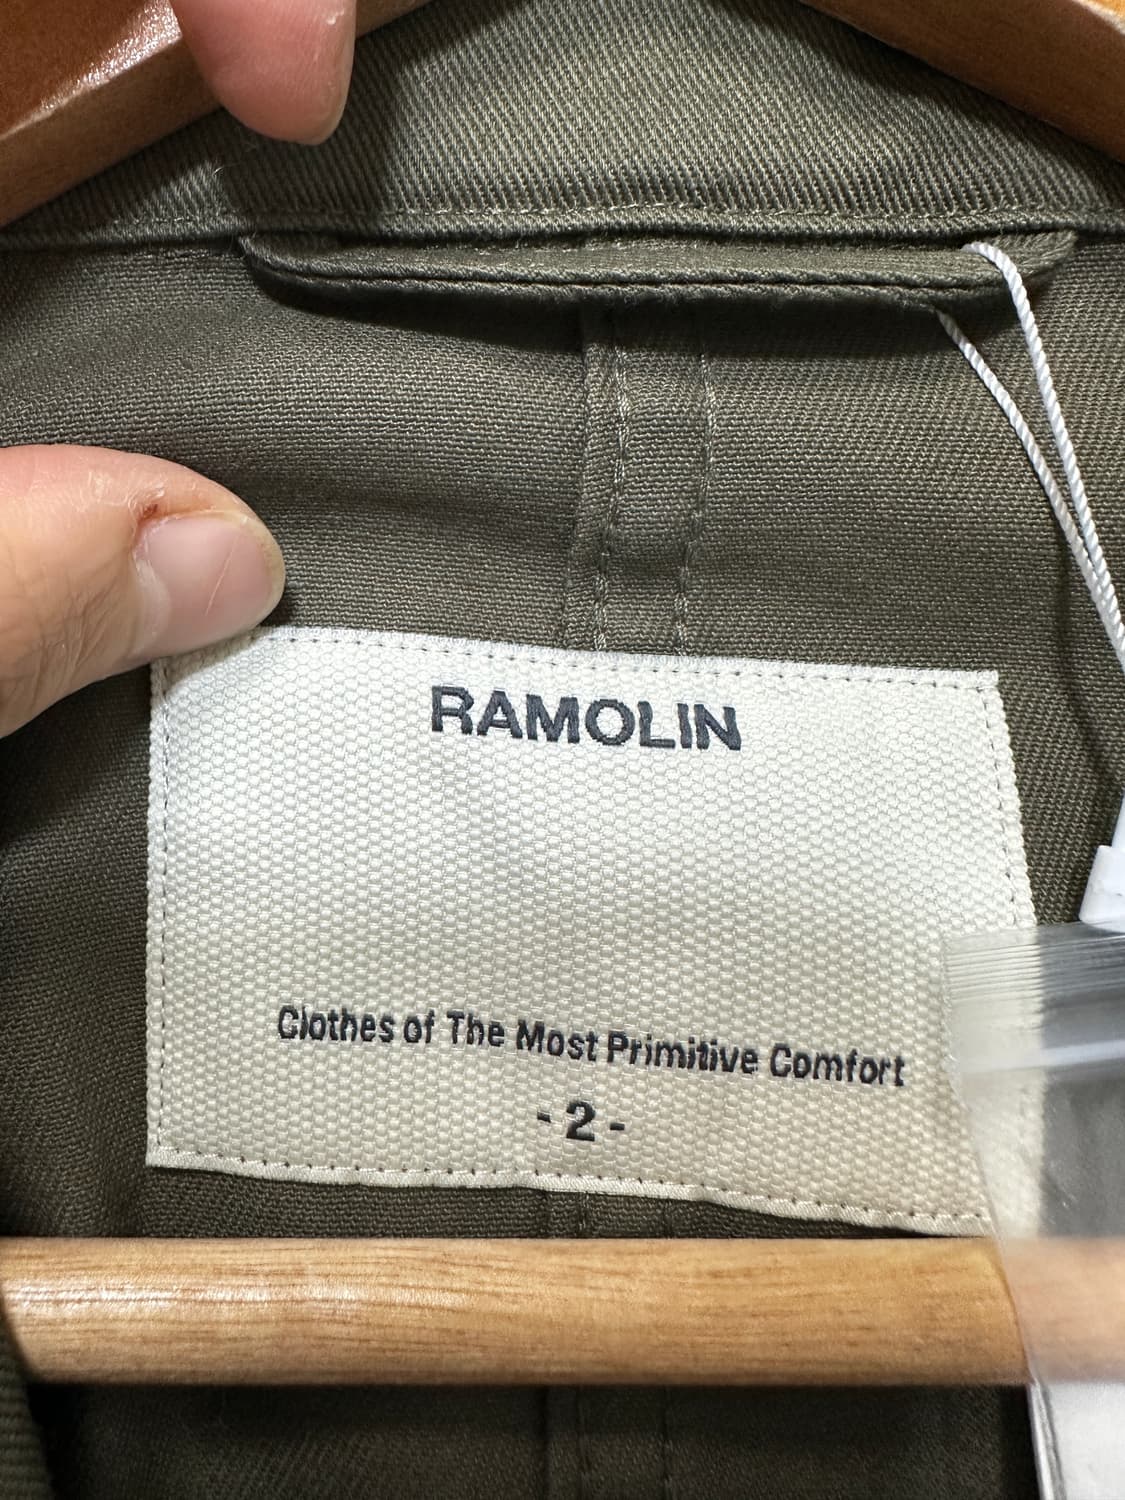 RAMOLIN
Clothes of The Most Primitive Comfort
- 2 -